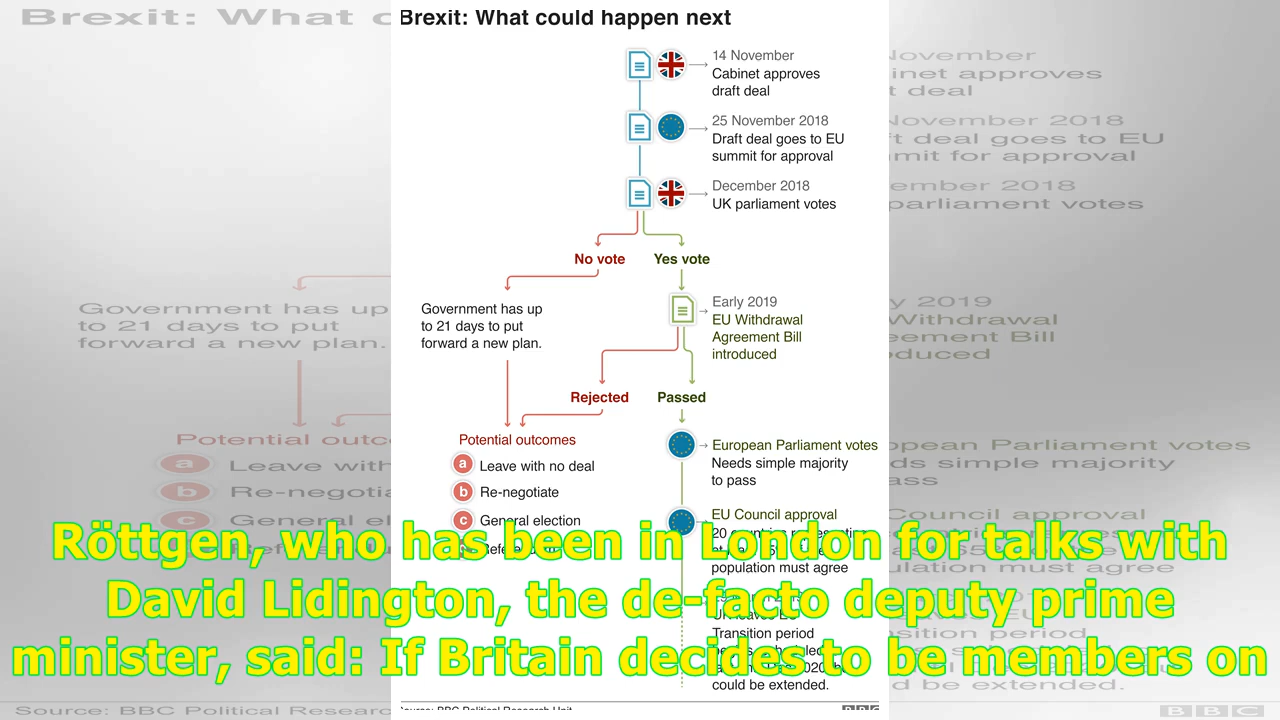 Brexit: What could happen next
14 November
Cabinet approves
draft deal
25 November 2018
Draft deal goes to EU
summit for approval
December 2018
UK parliament votes
No vote
Yes vote
Government has up
to 21 days to put
forward a new plan.
Early 2019
EU Withdrawal
Agreement Bill
introduced
Rejected
Passed
Potential outcomes
a Leave with no deal
b Re-negotiate
c General election
European Parliament votes
Needs simple majority
to pass
EU Council approval
population must agree
Transition period
could be extended.
Röttgen, who has been in London for talks with
David Lidington, the de-facto deputy prime
minister, said: If Britain decides to be members on
Source: BBC Political Research Unit
BBC